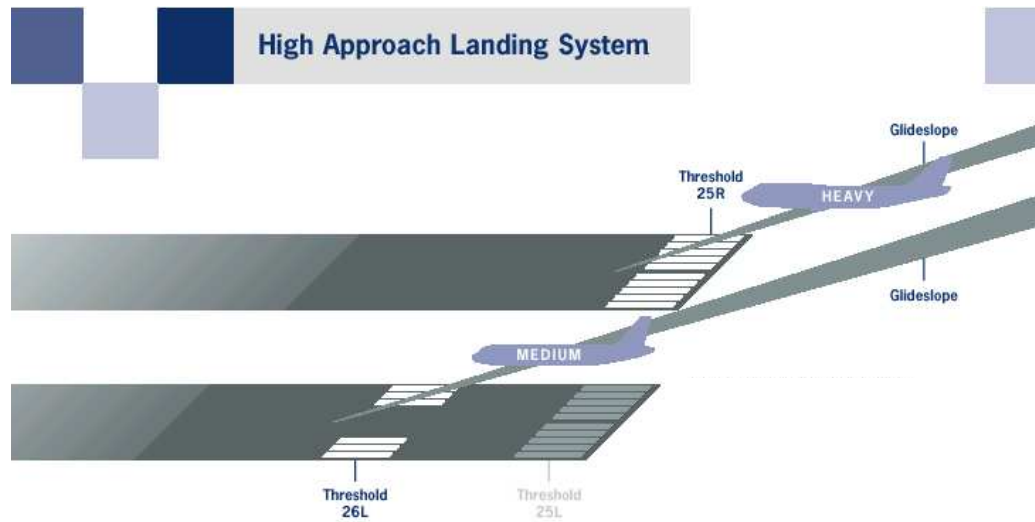 High Approach Landing System
Glideslope
Threshold
25R
HEAVY
Glideslope
MEDIUM
Threshold
26L
Threshold
25L